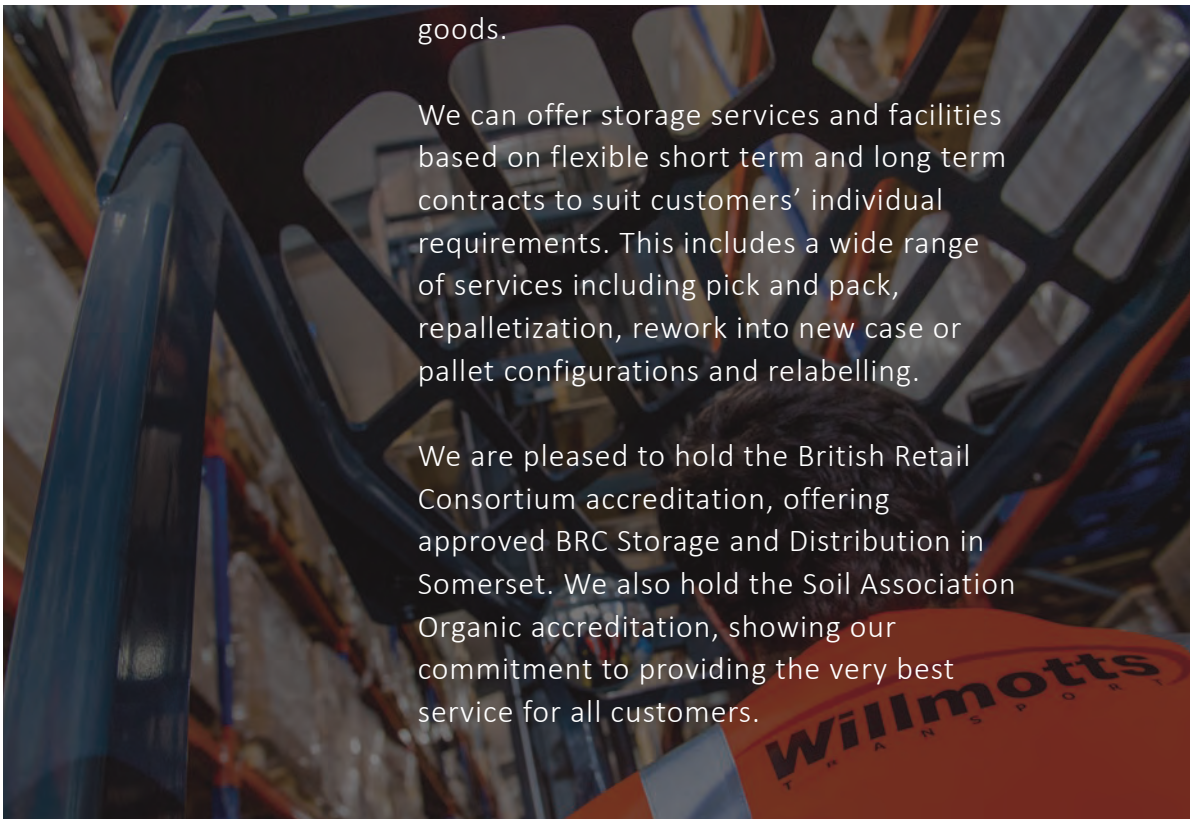 goods.
We can offer storage services and facilities
based on flexible short term and long term
contracts to suit customers’ individual
requirements. This includes a wide range
of services including pick and pack,
repalletization, rework into new case or
pallet configurations and relabelling.
We are pleased to hold the British Retail
Consortium accreditation, offering
approved BRC Storage and Distribution in
Somerset. We also hold the Soil Association
Organic accreditation, showing our
commitment to providing the very best
service for all customers.
Willmotts
TRANSPORT